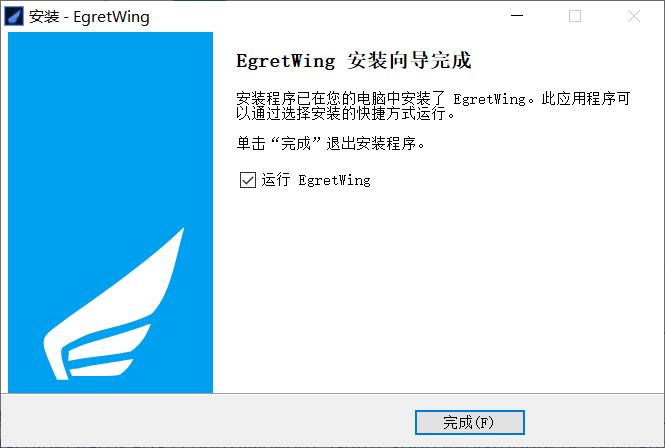 安装 - EgretWing
EgretWing 安装向导完成
安装程序已在您的电脑中安装了 EgretWing。此应用程序可
以通过选择安装的快捷方式运行。
单击“完成”退出安装程序。
运行 EgretWing
完成(F)